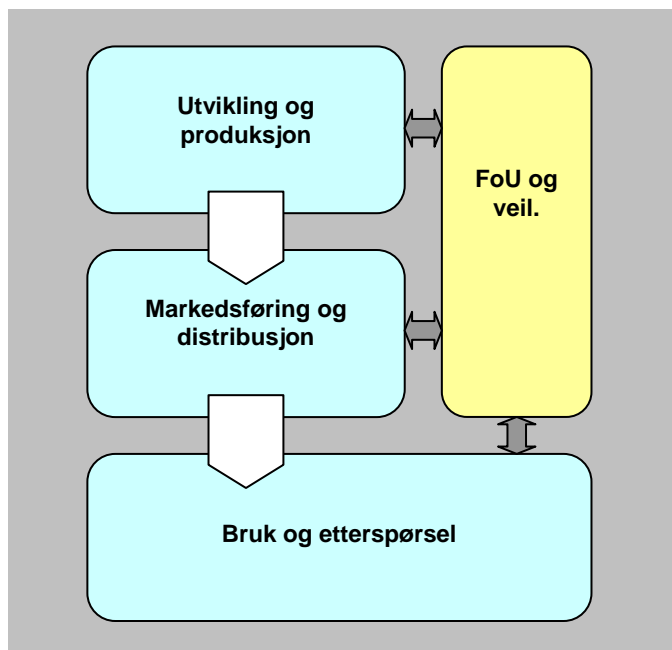 Utvikling og
produksjon
FoU og
veil.
Markedsføring og
distribusjon
Bruk og etterspørsel